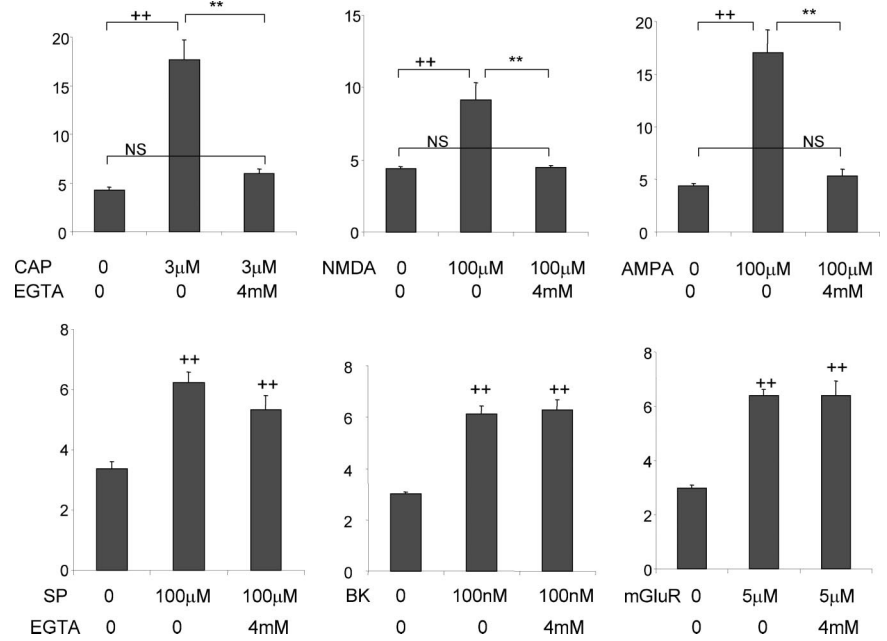 ++ **
20
15
10
NS
5
0
CAP 0 3μM 3μM
EGTA 0 0 4mM
15
++ **
10
NS
5
0
NMDA 0 100μM 100μM
0 0 4mM
++ **
20
15
10
NS
5
0
AMPA 0 100μM 100μM
0 0 4mM
8
++
6
++
4
2
0
SP 0 100μM 100μM
EGTA 0 0 4mM
8
++ ++
6
4
2
0
BK 0 100nM 100nM
0 0 4mM
8
++
++
6
4
2
0
mGluR 0 5μM 5μM
0 0 4mM